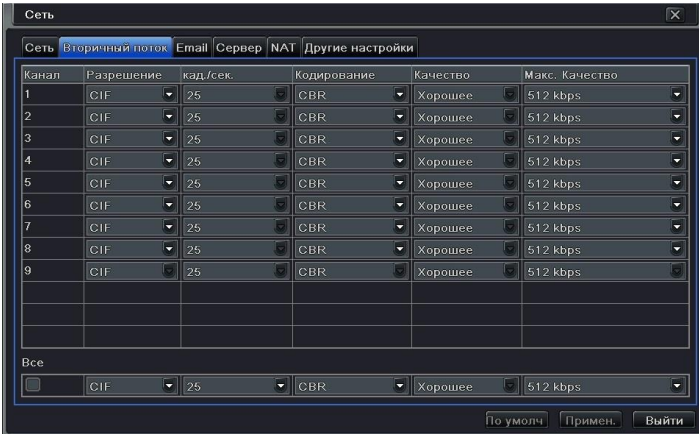 Сеть
Сеть Вторичный поток Email Сервер NAT Другие настройки
Канал Разрешение кад./сек. Кодирование Качество Макс. Качество
1 CIF 25 CBR Хорошее 512 kbps
2 CIF 25 CBR Хорошее 512 kbps
3 CIF 25 CBR Хорошее 512 kbps
4 CIF 25 CBR Хорошее 512 kbps
5 CIF 25 CBR Хорошее 512 kbps
6 CIF 25 CBR Хорошее 512 kbps
7 CIF 25 CBR Хорошее 512 kbps
8 CIF 25 CBR Хорошее 512 kbps
9 CIF 25 CBR Хорошее 512 kbps
Все
CIF 25 CBR Хорошее 512 kbps
По умолч Примен. Выйти